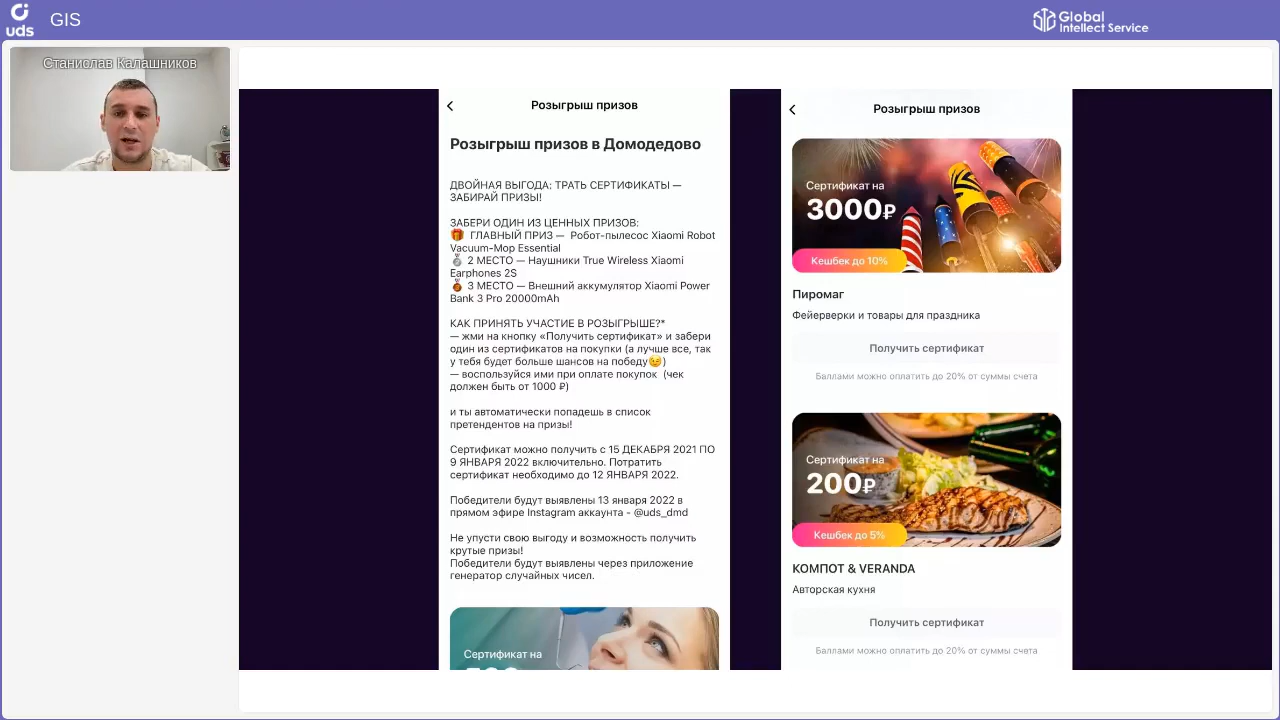 uds
GIS
Global
Intellect Service
Станислав Калашников
Розыгрыш призов
Розыгрыш призов в Домодедово
ДВОЙНАЯ ВЫГОДА: ТРАТЬ СЕРТИФИКАТЫ —
ЗАБИРАЙ ПРИЗЫ!
ЗАБЕРИ ОДИН ИЗ ЦЕННЫХ ПРИЗОВ:
🎁 ГЛАВНЫЙ ПРИЗ — Робот-пылесос Xiaomi Robot
Vacuum-Mop Essential
🥈 2 МЕСТО — Наушники True Wireless Xiaomi
Earphones 2S
🥉 3 МЕСТО — Внешний аккумулятор Xiaomi Power
Bank 3 Pro 20000mAh
КАК ПРИНЯТЬ УЧАСТИЕ В РОЗЫГРЫШЕ?*
— жми на кнопку «Получить сертификат» и забери
один из сертификатов на покупки (а лучше все, так
у тебя будет больше шансов на победу😉)
— воспользуйся ими при оплате покупок (чек
должен быть от 1000 ₽)
и ты автоматически попадешь в список
претендентов на призы!
Сертификат можно получить с 15 ДЕКАБРЯ 2021 ПО
9 ЯНВАРЯ 2022 включительно. Потратить
сертификат необходимо до 12 ЯНВАРЯ 2022.
Победители будут выявлены 13 января 2022 в
прямом эфире Instagram аккаунта - @uds_dmd
Не упусти свою выгоду и возможность получить
крутые призы!
Победители будут выявлены через приложение
генератор случайных чисел.
Сертификат на
Розыгрыш призов
Сертификат на
3000₽
Кешбек до 10%
Пиромаг
Фейерверки и товары для праздника
Получить сертификат
Баллами можно оплатить до 20% от суммы счета
Сертификат на
200₽
Кешбек до 5%
КОМПОТ & VERANDA
Авторская кухня
Получить сертификат
Баллами можно оплатить до 20% от суммы счета